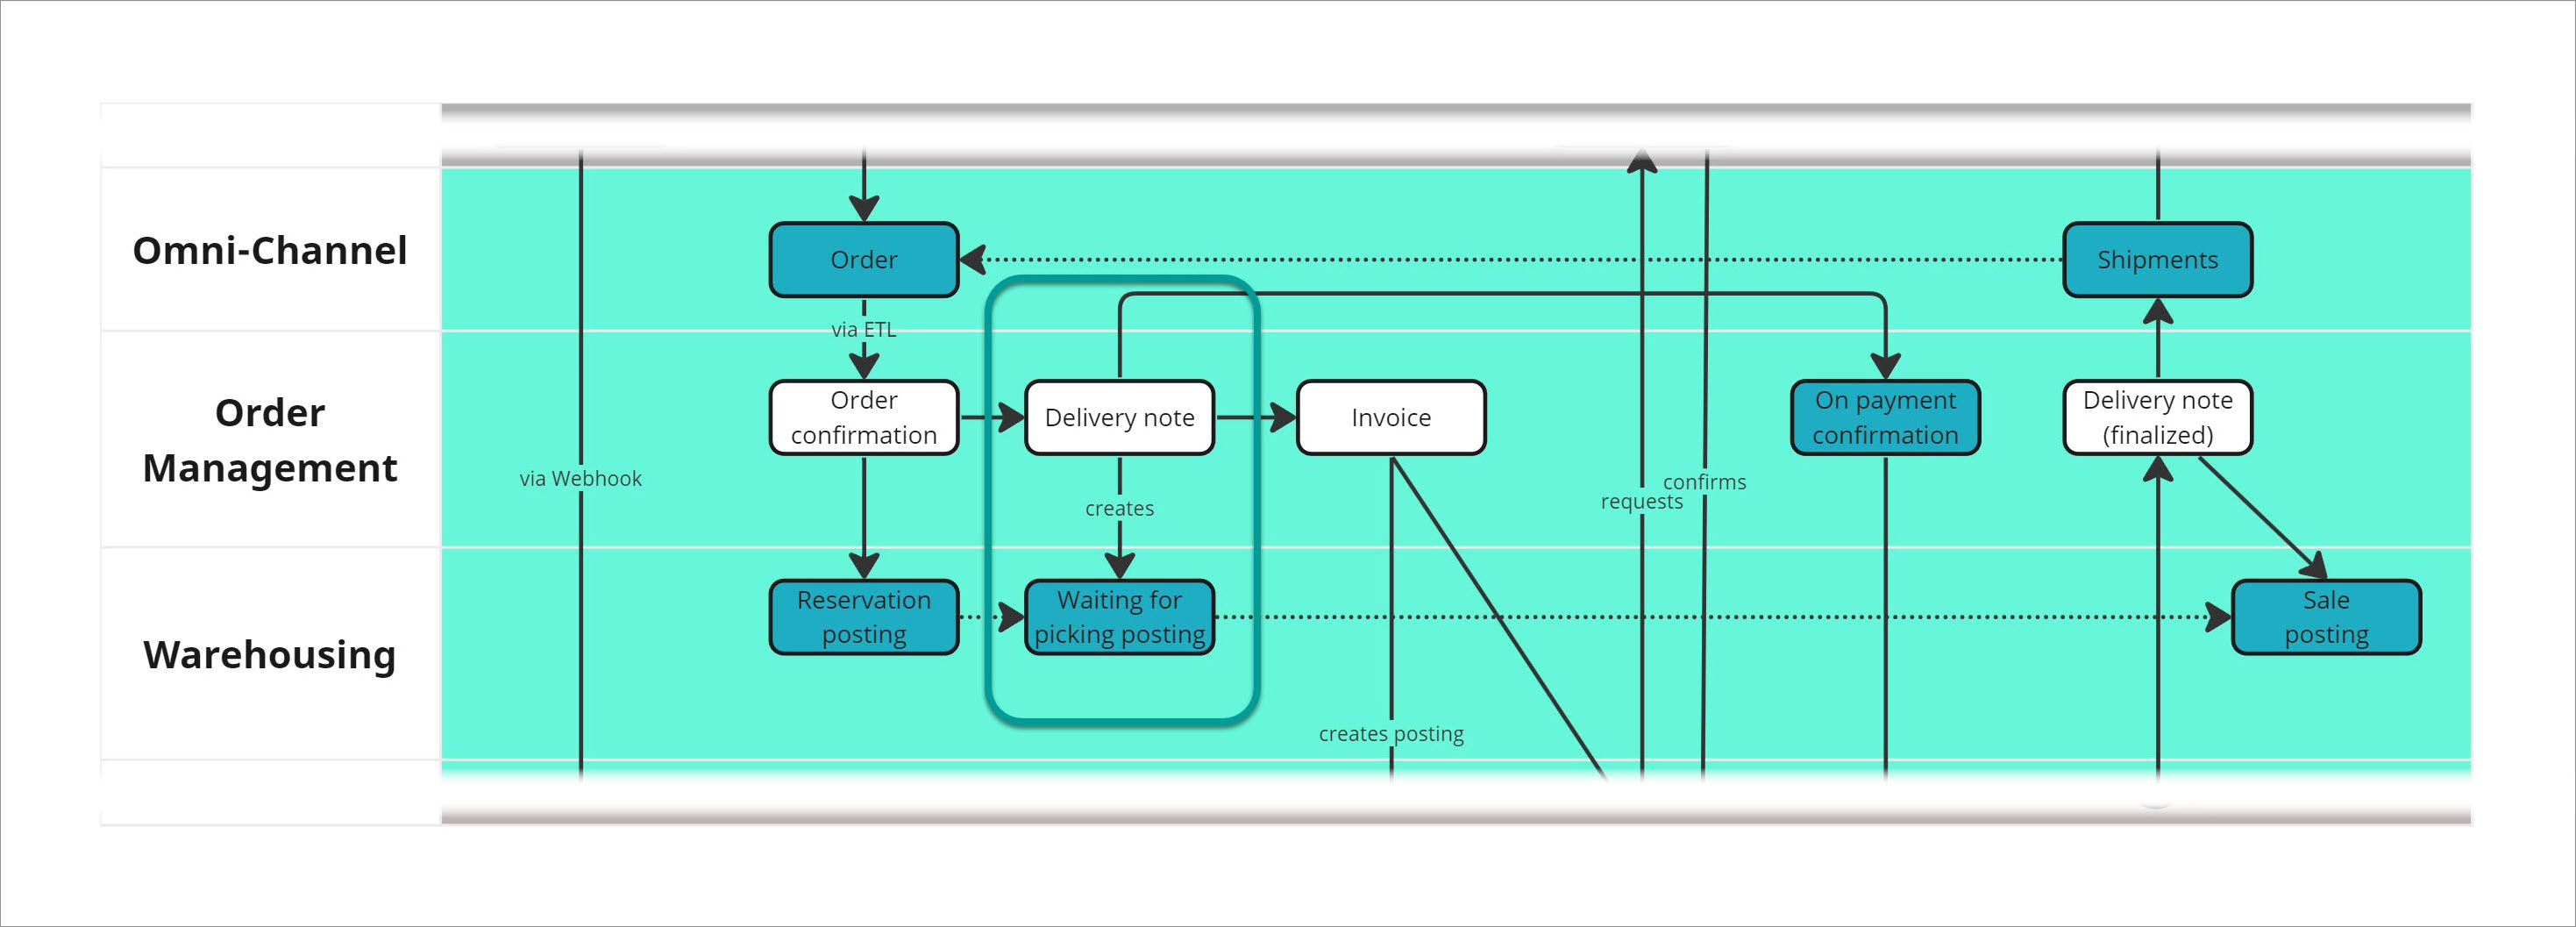 Omni-Channel
Order
Shipments
via ETL
Order
Management
Order
confirmation
Delivery note
Invoice
On payment
confirmation
Delivery note
(finalized)
via Webhook
creates
requests
confirms
Warehousing
Reservation
posting
Waiting for
picking posting
Sale
posting
creates posting